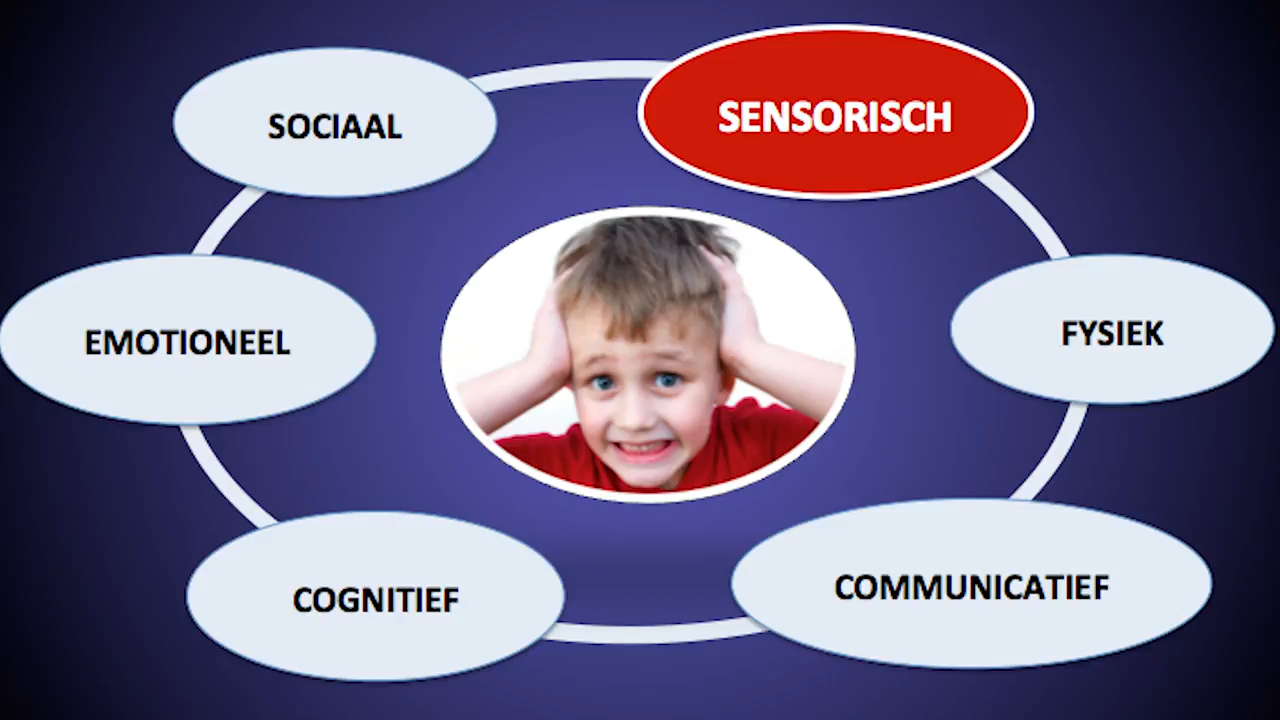 SOCIAAL
SENSORISCH
EMOTIONEEL
FYSIEK
COGNITIEF
COMMUNICATIEF